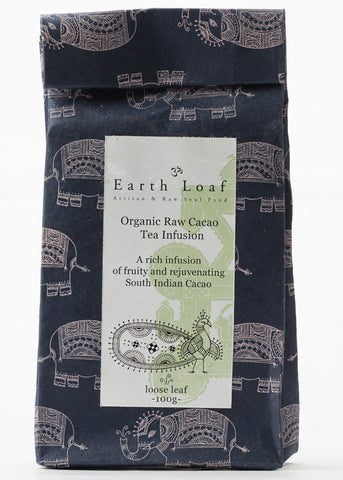 ૐ
Earth Loaf
Artisan & Raw Soul Food
Organic Raw Cacao
Tea Infusion
A rich infusion
of fruity and rejuvenating
South Indian Cacao
loose leaf
-100g-